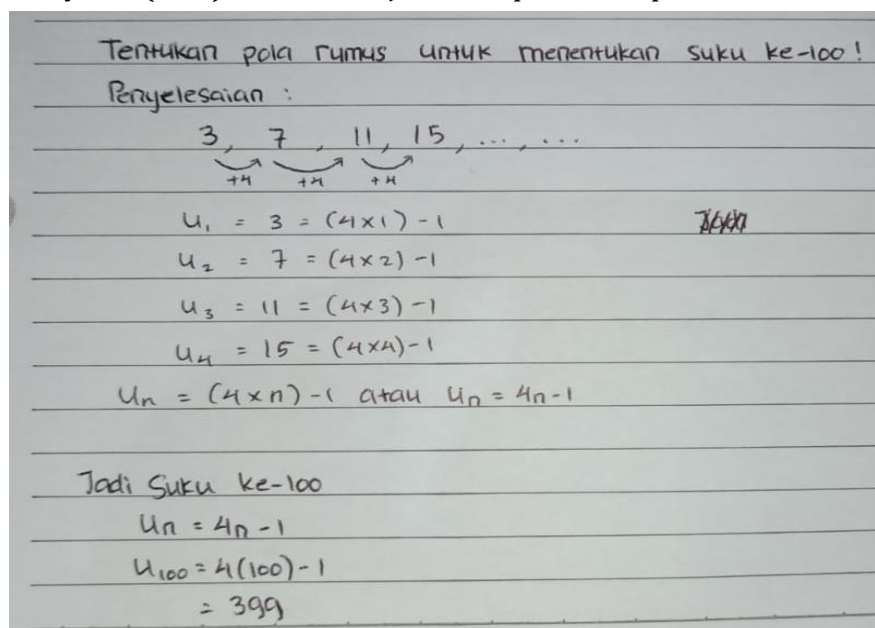 Tentukan pola rumus untuk menentukan suku ke-100!
Penyelesaian :
3, 7, 11, 15, ..., ...
+4 +4 +4
U₁ = 3 = (4×1) - 1
U₂ = 7 = (4×2) - 1
U₃ = 11 = (4×3) - 1
U₄ = 15 = (4×4) - 1
Un = (4×n) - 1 atau Un = 4n - 1
Jadi Suku ke-100
Un = 4n - 1
U₁₀₀ = 4(100) - 1
= 399